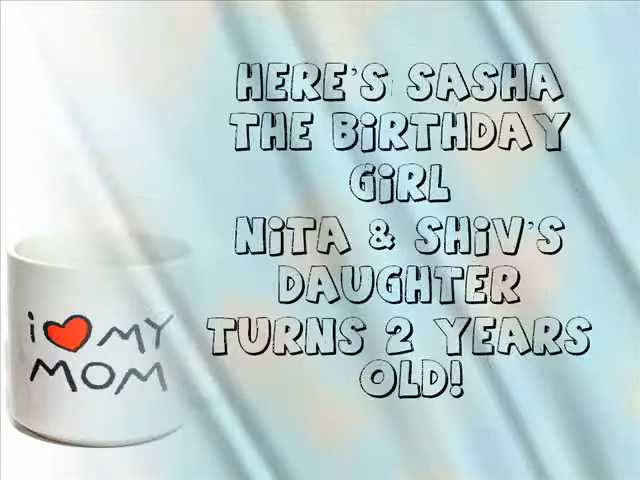 HERE'S SASHA
THE BIRTHDAY
GIRL
NITA & SHIV'S
DAUGHTER
TURNS 2 YEARS
OLD!
i ❤ MY
MOM